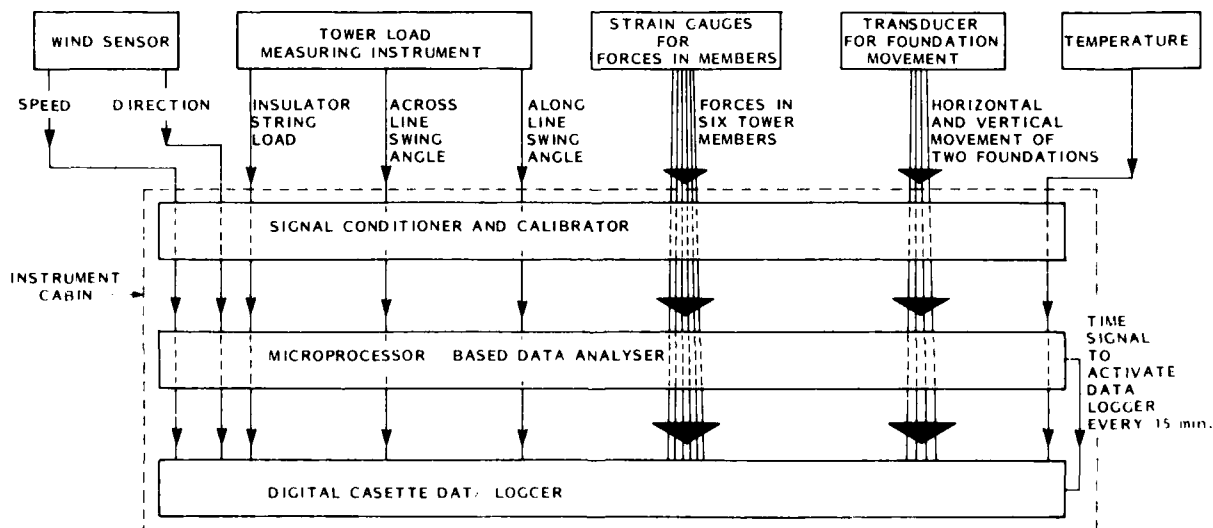 WIND SENSOR
TOWER LOAD
MEASURING INSTRUMENT
STRAIN GAUGES
FOR
FORCES IN MEMBERS
TRANSDUCER
FOR FOUNDATION
MOVEMENT
TEMPERATURE
SPEED
DIRECTION
INSULATOR
STRING
LOAD
ACROSS
LINE
SWING
ANGLE
ALONG
LINE
SWING
ANGLE
FORCES IN
SIX TOWER
MEMBERS
HORIZONTAL
AND VERTICAL
MOVEMENT OF
TWO FOUNDATIONS
SIGNAL CONDITIONER AND CALIBRATOR
INSTRUMENT
CABIN
MICROPROCESSOR BASED DATA ANALYSER
TIME
SIGNAL
TO
ACTIVATE
DATA
LOGGER
EVERY 15 min.
DIGITAL CASETTE DAT/ LOGGER